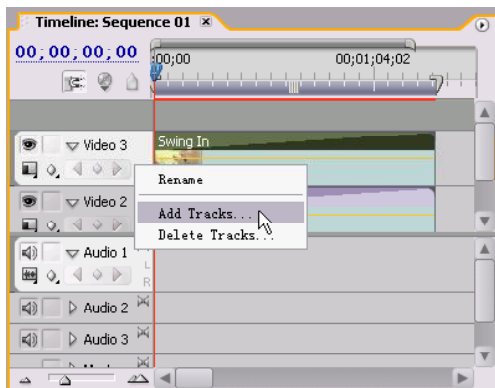 Timeline: Sequence 01
00;00;00;00
:00;00
00;01;04;02
Video 3
Swing In
Rename
Video 2
Add Tracks...
Delete Tracks...
Audio 1
L
R
Audio 2
Audio 3